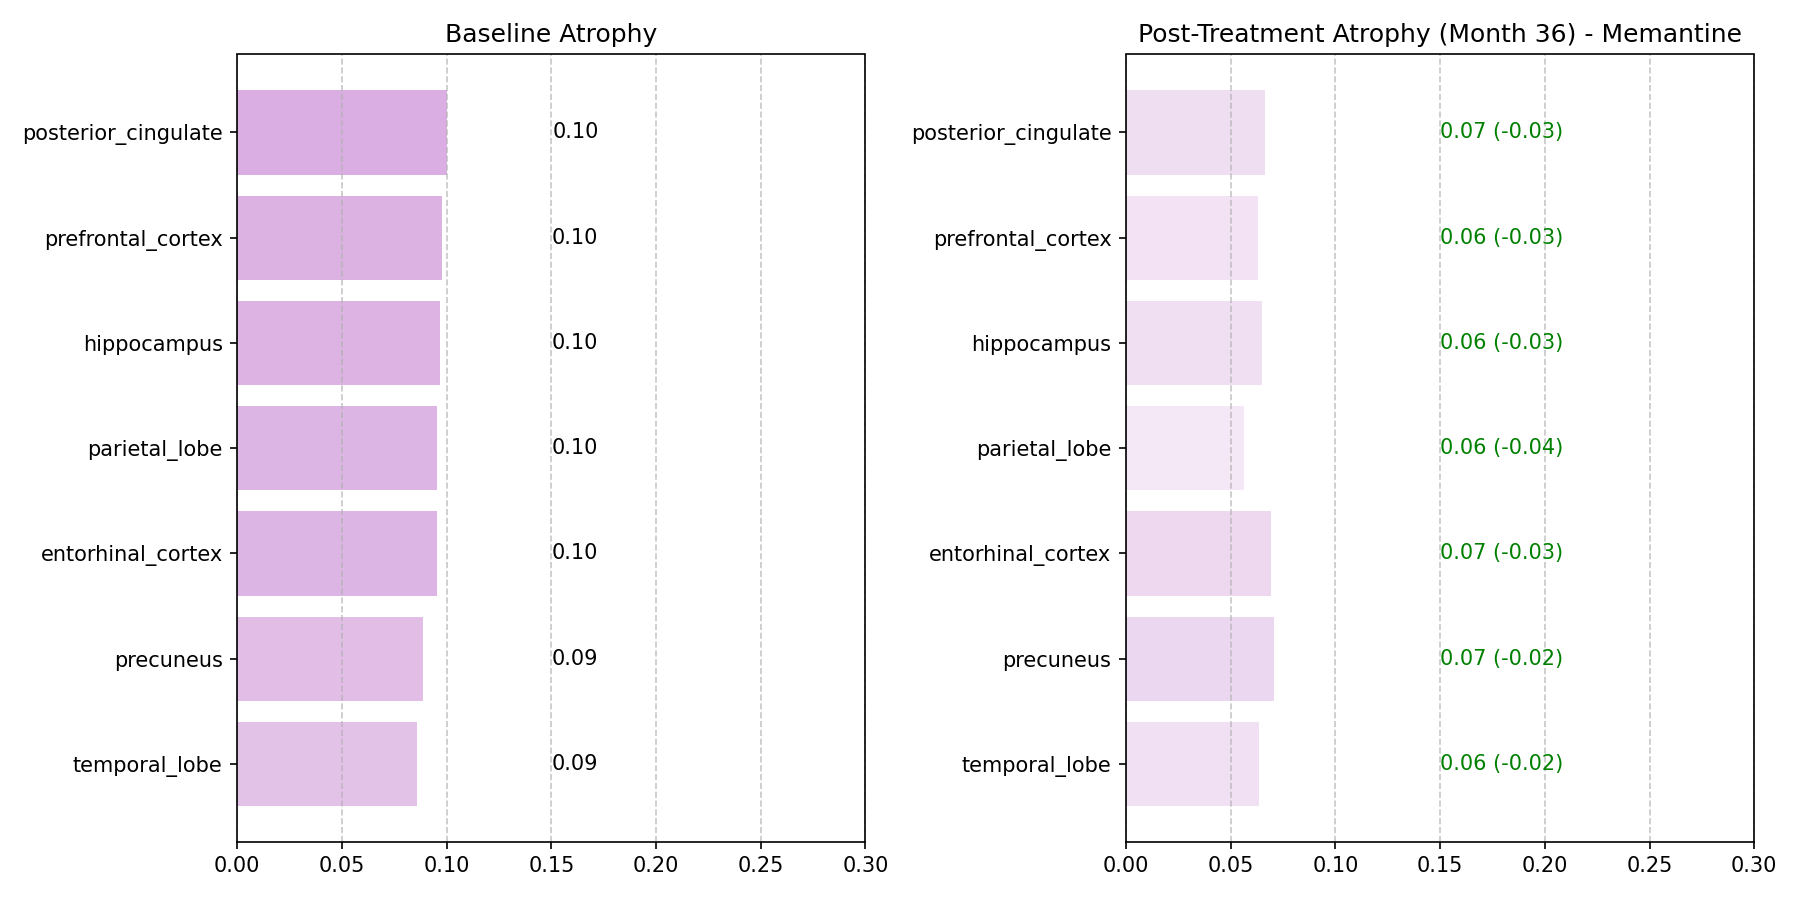 Baseline Atrophy
posterior_cingulate 0.10
prefrontal_cortex 0.10
hippocampus 0.10
parietal_lobe 0.10
entorhinal_cortex 0.10
precuneus 0.09
temporal_lobe 0.09
0.00 0.05 0.10 0.15 0.20 0.25 0.30
Post-Treatment Atrophy (Month 36) - Memantine
posterior_cingulate 0.07 (-0.03)
prefrontal_cortex 0.06 (-0.03)
hippocampus 0.06 (-0.03)
parietal_lobe 0.06 (-0.04)
entorhinal_cortex 0.07 (-0.03)
precuneus 0.07 (-0.02)
temporal_lobe 0.06 (-0.02)
0.00 0.05 0.10 0.15 0.20 0.25 0.30